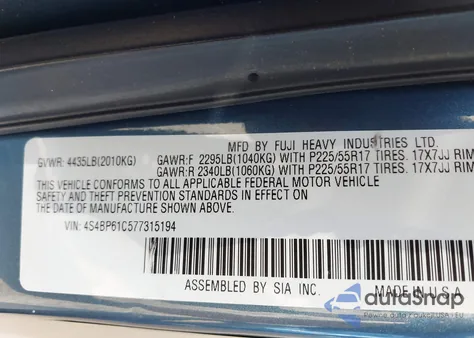 MFD BY FUJI HEAVY INDUSTRIES LTD.
GVWR: 4435LB(2010KG) GAWR:F 2295LB(1040KG) WITH P225/55R17 TIRES. 17X7JJ RIM
GAWR:R 2340LB(1060KG) WITH P225/55R17 TIRES. 17X7JJ RIM
THIS VEHICLE CONFORMS TO ALL APPLICABLE FEDERAL MOTOR VEHICLE
SAFETY AND THEFT PREVENTION STANDARDS IN EFFECT ON THE
DATE OF MANUFACTURE SHOWN ABOVE.
VIN: 4S4BP61C577315194
ASSEMBLED BY SIA INC. MADE IN U.S.A
autoSnap